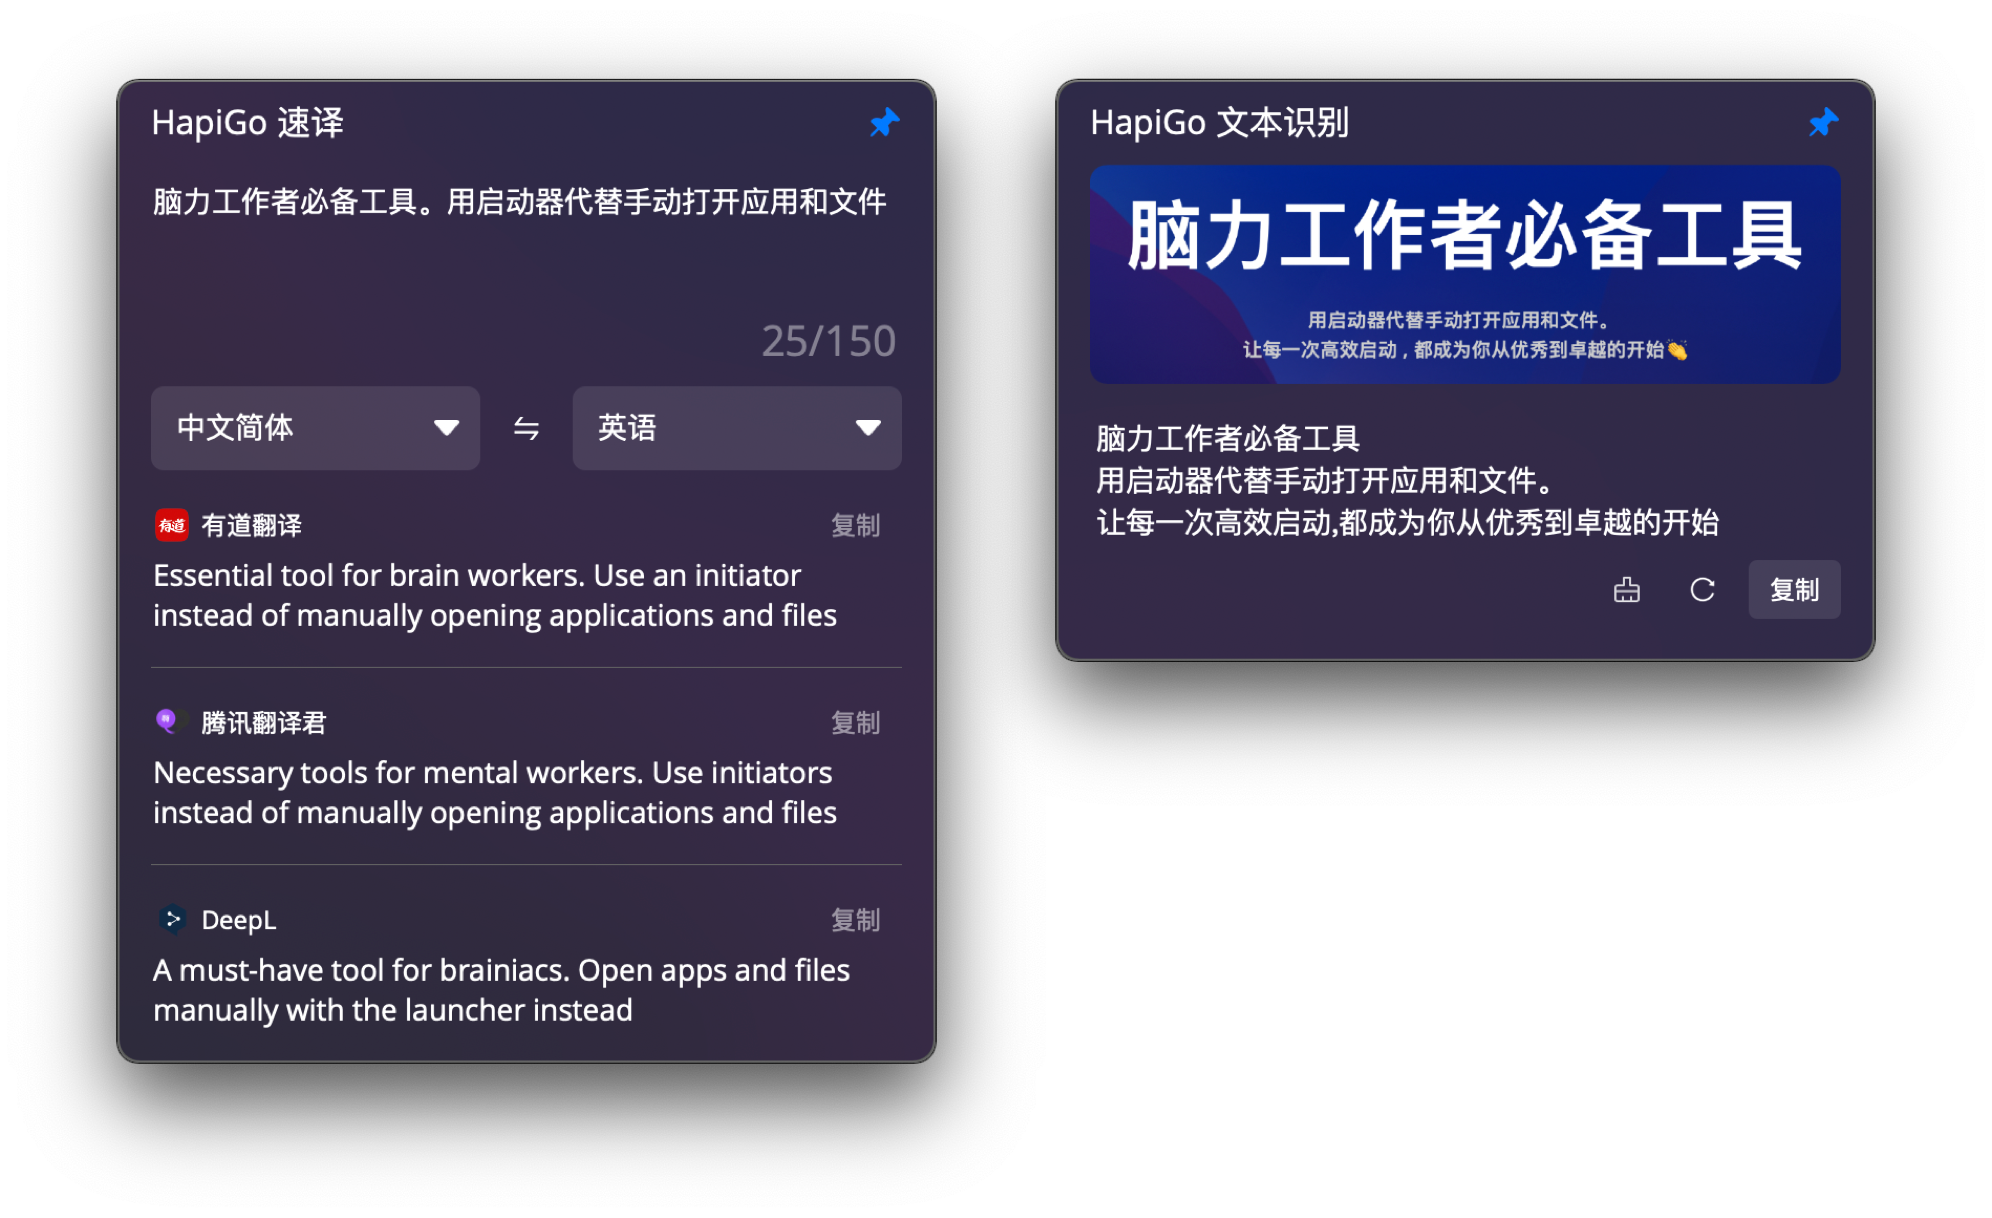 HapiGo 速译
脑力工作者必备工具。用启动器代替手动打开应用和文件
25/150
中文简体
英语
有道
有道翻译
复制
Essential tool for brain workers. Use an initiator
instead of manually opening applications and files
腾讯翻译君
复制
Necessary tools for mental workers. Use initiators
instead of manually opening applications and files
DeepL
复制
A must-have tool for brainiacs. Open apps and files
manually with the launcher instead
HapiGo 文本识别
脑力工作者必备工具
用启动器代替手动打开应用和文件。
让每一次高效启动，都成为你从优秀到卓越的开始👏
脑力工作者必备工具
用启动器代替手动打开应用和文件。
让每一次高效启动,都成为你从优秀到卓越的开始
复制